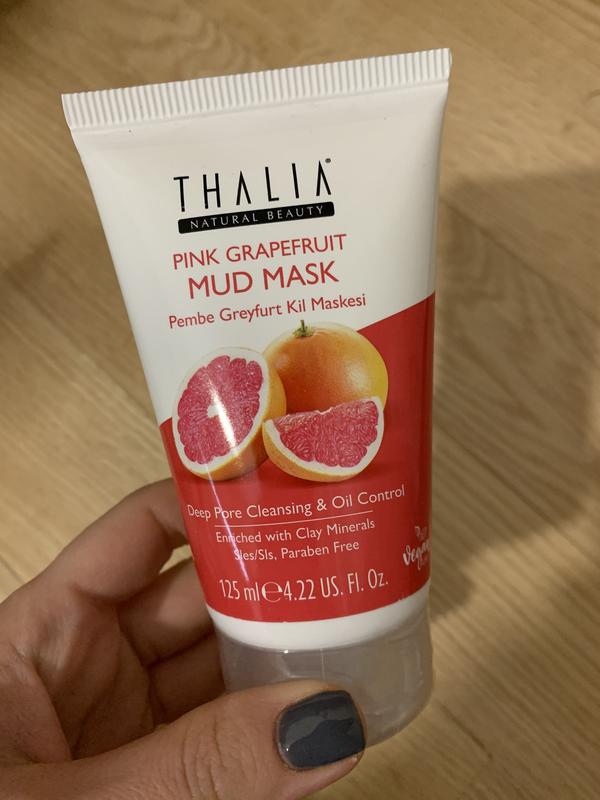 THALIA®
NATURAL BEAUTY
PINK GRAPEFRUIT
MUD MASK
Pembe Greyfurt Kil Maskesi
Deep Pore Cleansing & Oil Control
Enriched with Clay Minerals
Sles/Sls, Paraben Free
125 ml℮4.22 US. Fl. Oz.